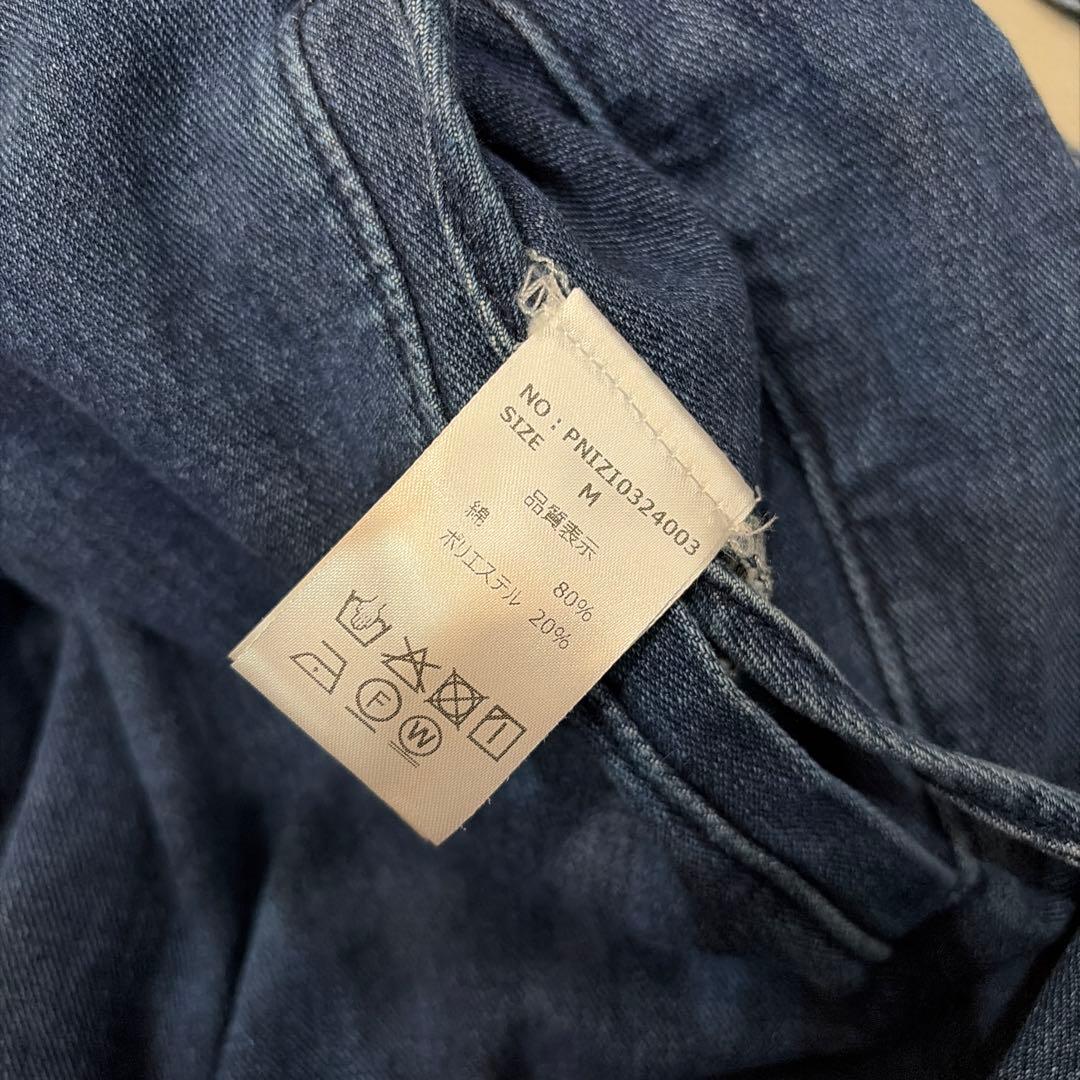 NO : PNIZI0324003
SIZE M
品質表示
綿 80%
ポリエステル 20%
F
W